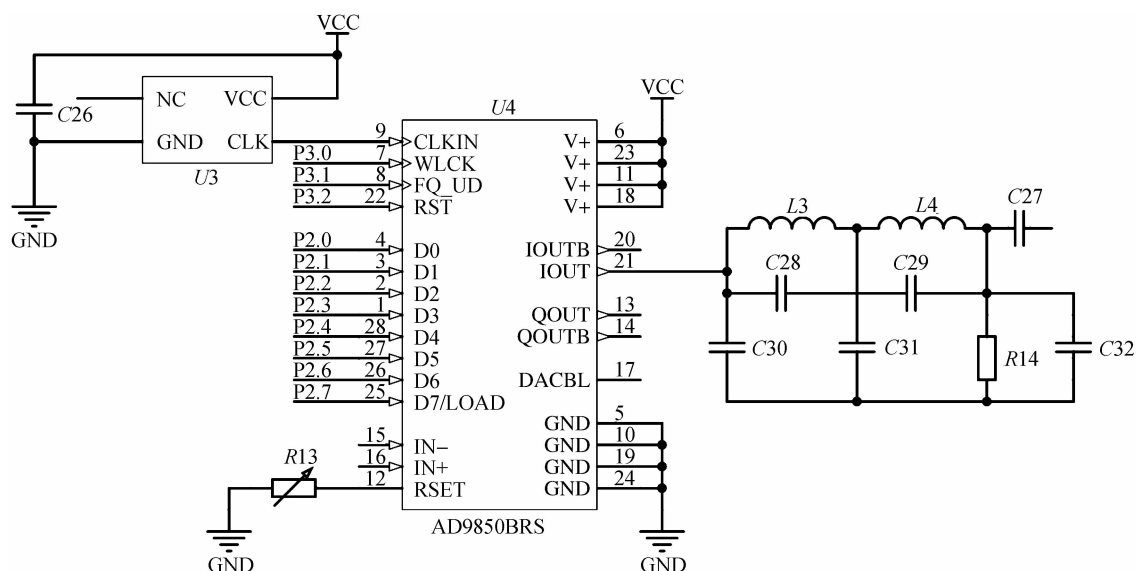 VCC
C26
NC
VCC
GND
CLK
U3
GND
U4
VCC
P3.0
P3.1
P3.2
P2.0
P2.1
P2.2
P2.3
P2.4
P2.5
P2.6
P2.7
9
7
8
22
4
3
2
1
28
27
26
25
15
16
12
CLKIN
WLCK
FQ_UD
RST
D0
D1
D2
D3
D4
D5
D6
D7/LOAD
IN−
IN+
RSET
V+
V+
V+
V+
IOUTB
IOUT
QOUT
QOUTB
DACBL
GND
GND
GND
GND
6
23
11
18
20
21
13
14
17
5
10
19
24
R13
GND
AD9850BRS
GND
L3
L4
C27
C28
C29
C30
C31
R14
C32